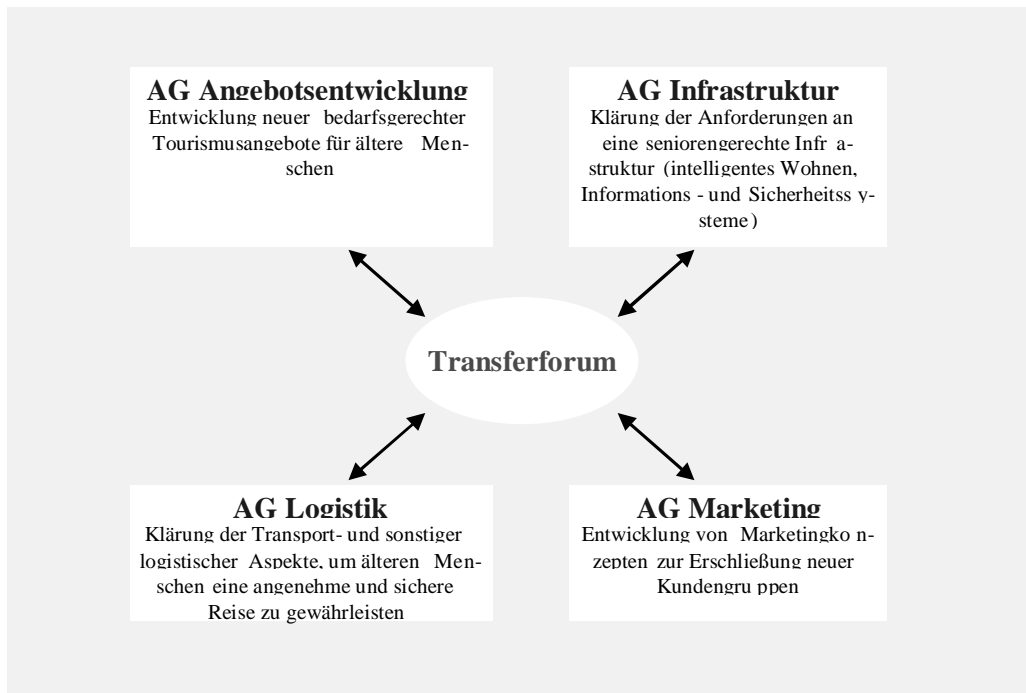 AG Angebotsentwicklung
Entwicklung neuer bedarfsgerechter
Tourismusangebote für ältere Men-
schen
AG Infrastruktur
Klärung der Anforderungen an
eine seniorengerechte Infr a-
struktur (intelligentes Wohnen,
Informations - und Sicherheitss y-
steme)
Transferforum
AG Logistik
Klärung der Transport- und sonstiger
logistischer Aspekte, um älteren Men-
schen eine angenehme und sichere
Reise zu gewährleisten
AG Marketing
Entwicklung von Marketingko n-
zepten zur Erschließung neuer
Kundengru ppen